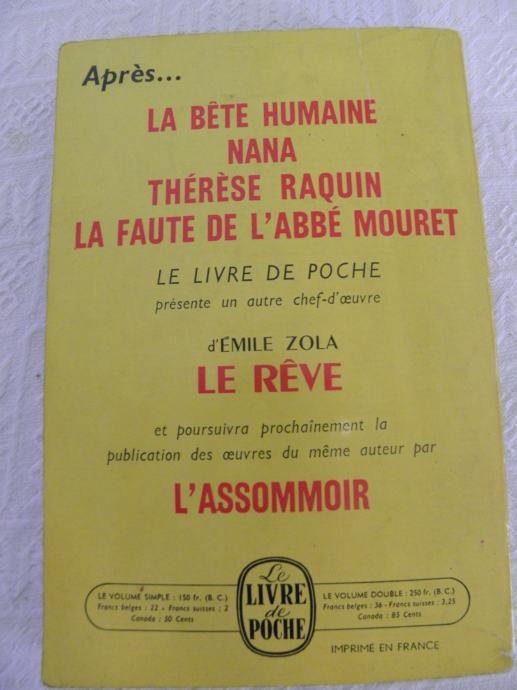 Après...
LA BÊTE HUMAINE
NANA
THÉRÈSE RAQUIN
LA FAUTE DE L'ABBÉ MOURET
LE LIVRE DE POCHE
présente un autre chef-d'œuvre
d'ÉMILE ZOLA
LE RÊVE
et poursuivra prochaînement la
publication des œuvres du même auteur par
L'ASSOMMOIR
LE VOLUME SIMPLE : 150 fr. (B. C.)
Francs belges : 22 - Francs suisses : 2
Canada : 50 Cents
Le
LIVRE
de
POCHE
LE VOLUME DOUBLE : 250 fr. (B. C.)
Francs belges : 36 - Francs suisses : 3,25
Canada : 85 Cents
IMPRIMÉ EN FRANCE